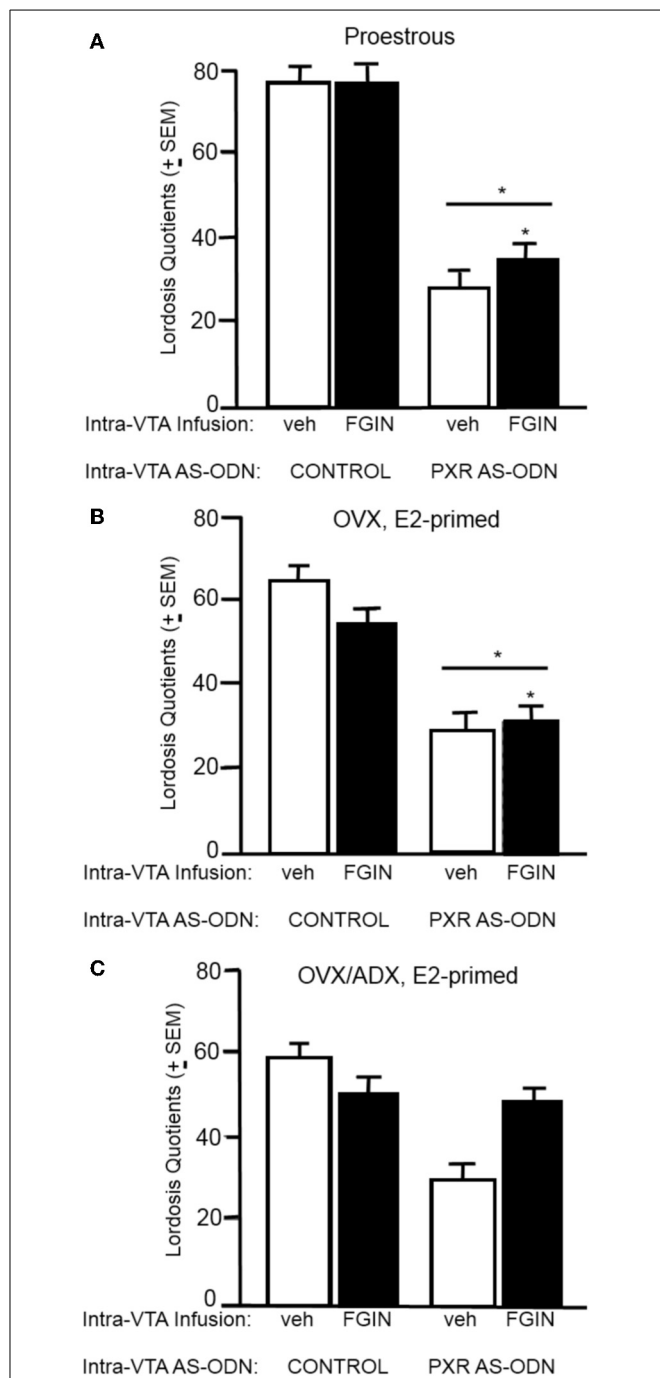 A
Proestrous
Lordosis Quotients (± SEM)
80
60
40
20
0
*
*
Intra-VTA Infusion: veh FGIN veh FGIN
Intra-VTA AS-ODN: CONTROL PXR AS-ODN
B
OVX, E2-primed
Lordosis Quotients (± SEM)
80
60
40
20
0
*
*
Intra-VTA Infusion: veh FGIN veh FGIN
Intra-VTA AS-ODN: CONTROL PXR AS-ODN
C
OVX/ADX, E2-primed
Lordosis Quotients (± SEM)
80
60
40
20
0
Intra-VTA Infusion: veh FGIN veh FGIN
Intra-VTA AS-ODN: CONTROL PXR AS-ODN